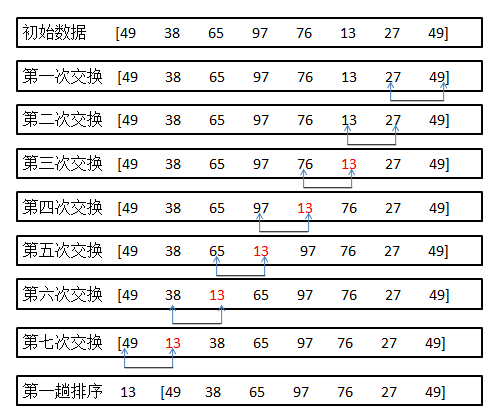 初始数据 [49 38 65 97 76 13 27 49]
第一次交换 [49 38 65 97 76 13 27 49]
第二次交换 [49 38 65 97 76 13 27 49]
第三次交换 [49 38 65 97 76 13 27 49]
第四次交换 [49 38 65 97 13 76 27 49]
第五次交换 [49 38 65 13 97 76 27 49]
第六次交换 [49 38 13 65 97 76 27 49]
第七次交换 [49 13 38 65 97 76 27 49]
第一趟排序 13 [49 38 65 97 76 27 49]